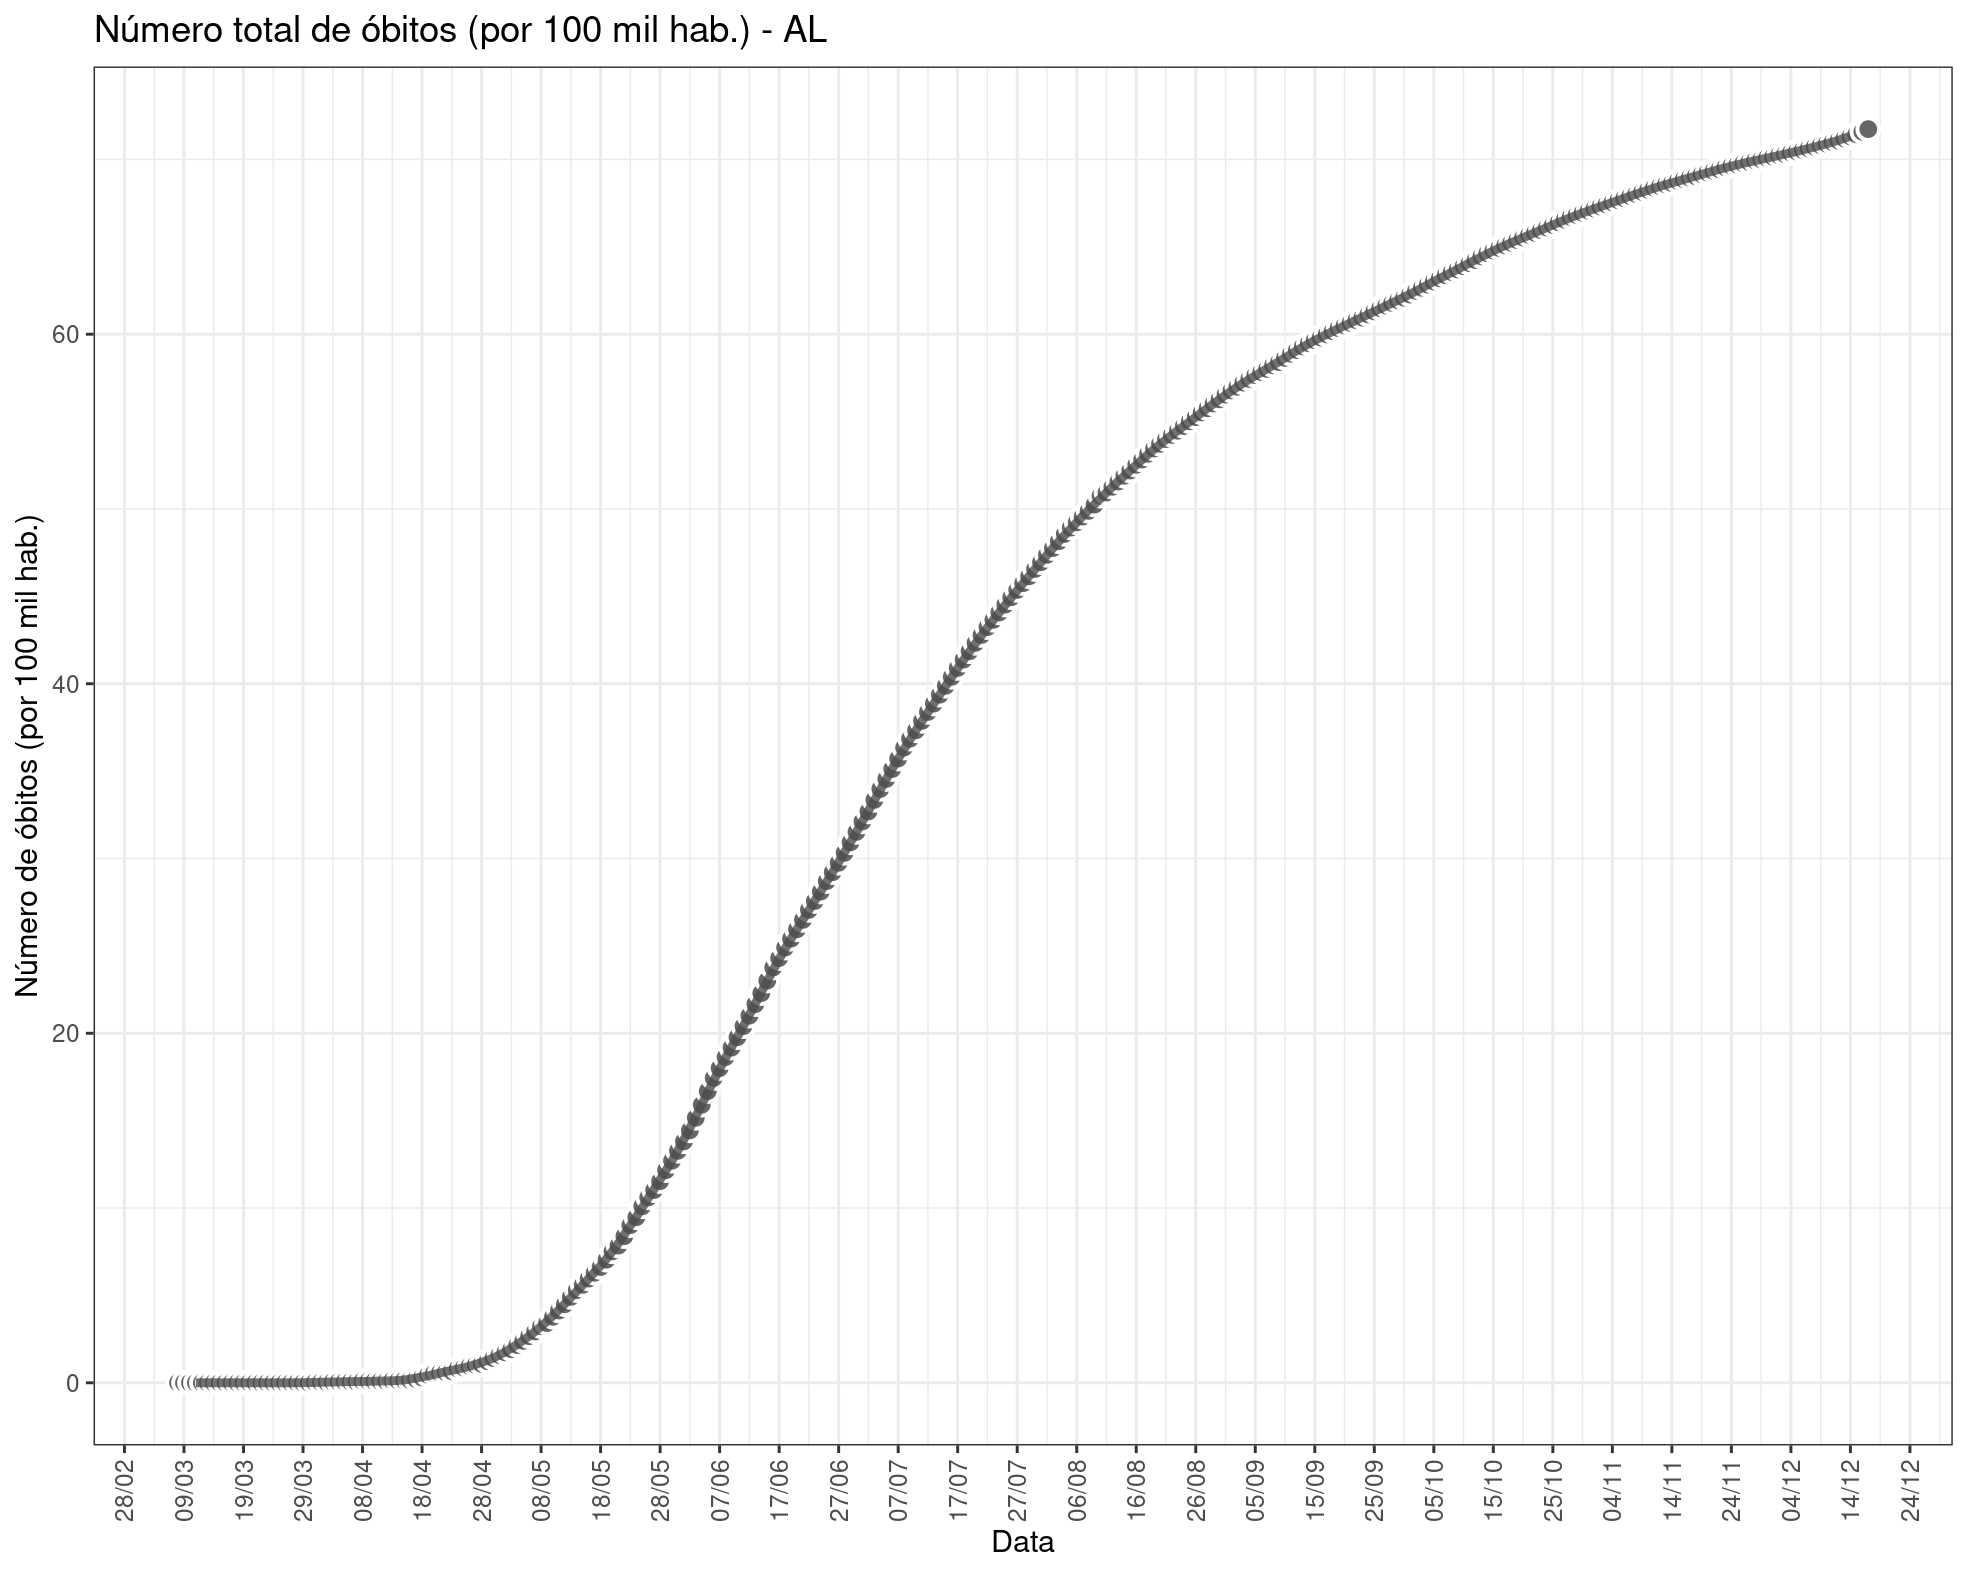 Número total de óbitos (por 100 mil hab.) - AL
Número de óbitos (por 100 mil hab.)
60
40
20
0
28/02 09/03 19/03 29/03 08/04 18/04 28/04 08/05 18/05 28/05 07/06 17/06 27/06 07/07 17/07 27/07 06/08 16/08 26/08 05/09 15/09 25/09 05/10 15/10 25/10 04/11 14/11 24/11 04/12 14/12 24/12
Data